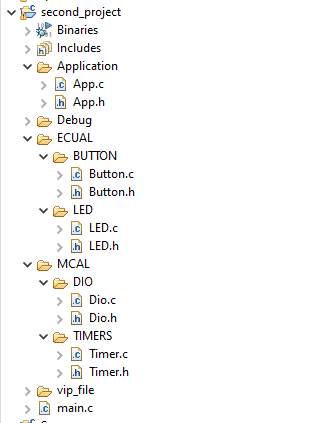 second_project
Binaries
Includes
Application
App.c
App.h
Debug
ECUAL
BUTTON
Button.c
Button.h
LED
LED.c
LED.h
MCAL
DIO
Dio.c
Dio.h
TIMERS
Timer.c
Timer.h
vip_file
main.c